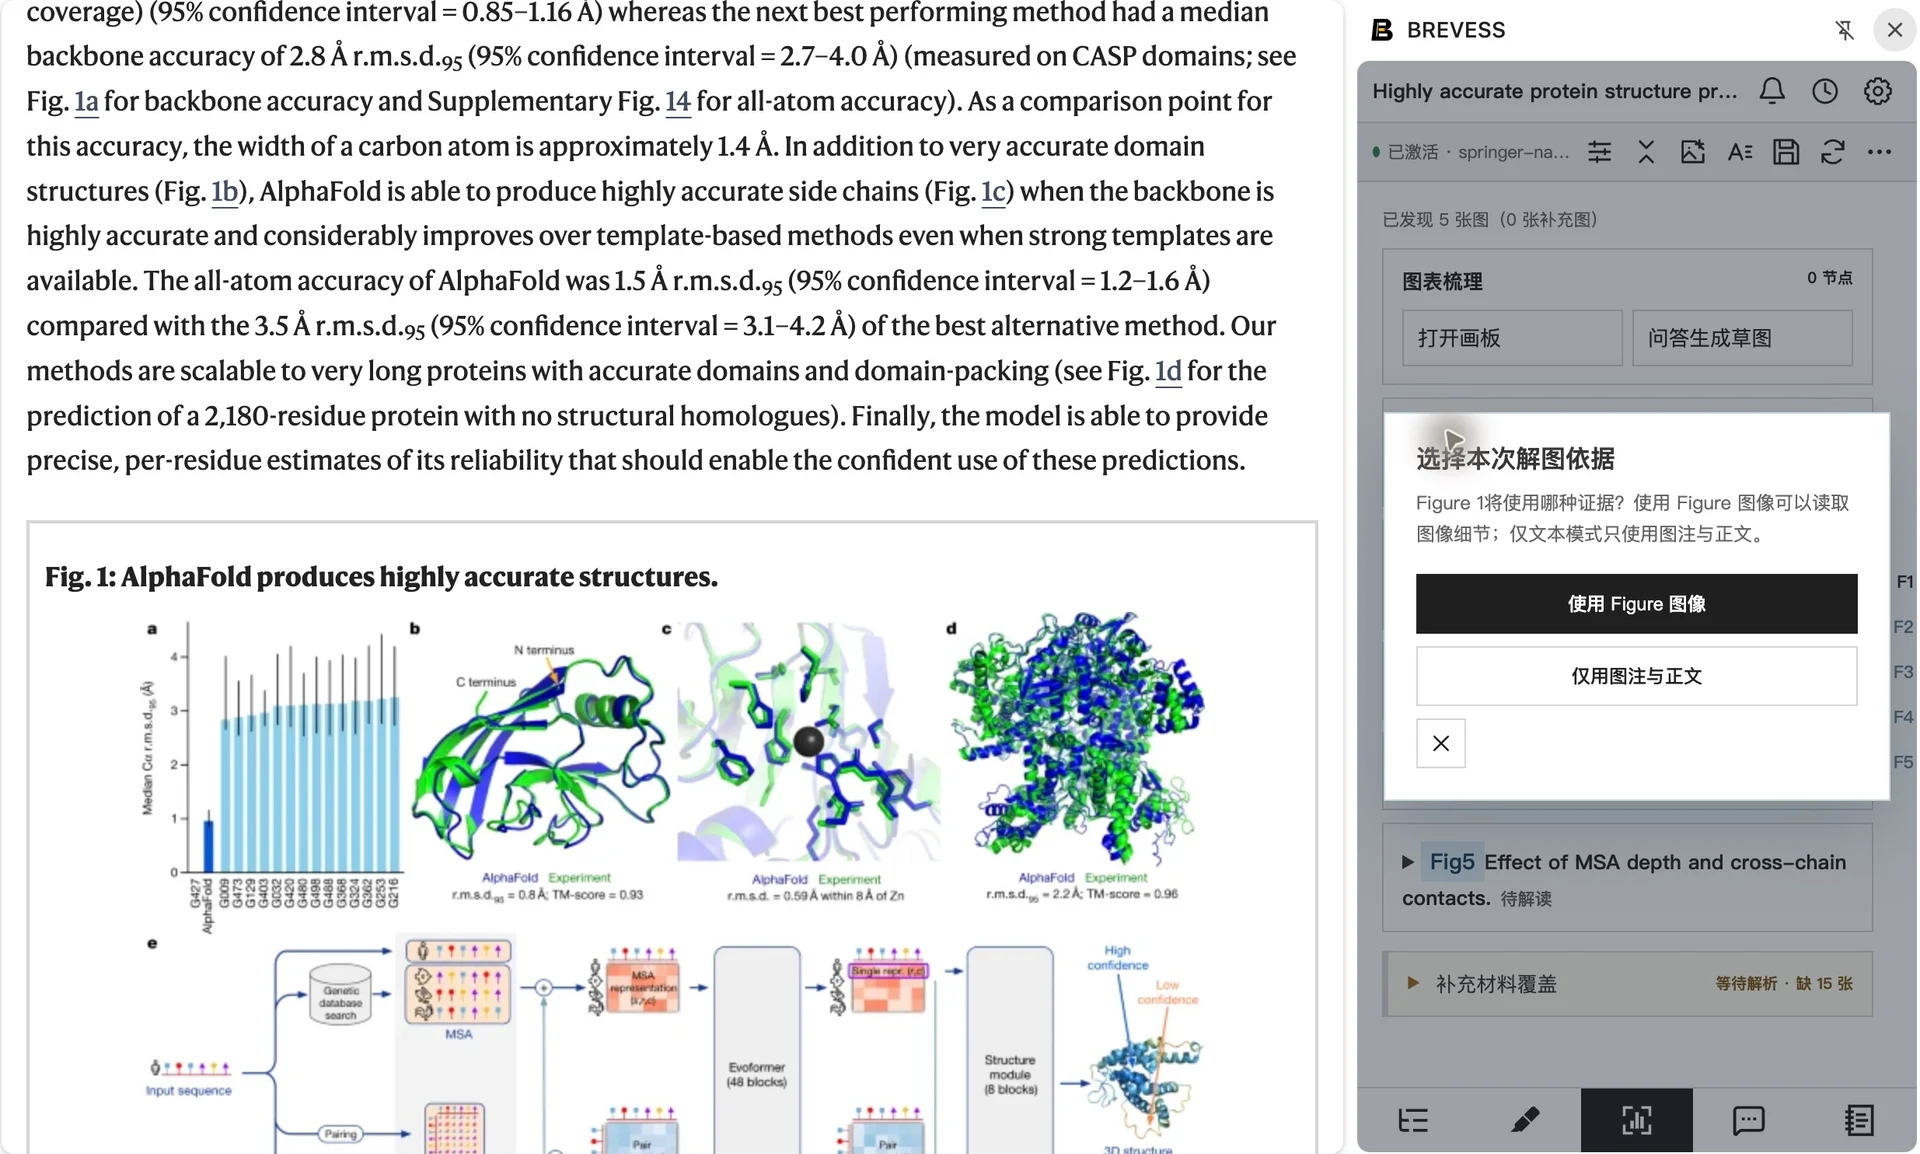 coverage) (95% confidence interval = 0.85–1.16 Å) whereas the next best performing method had a median
backbone accuracy of 2.8 Å r.m.s.d.95 (95% confidence interval = 2.7–4.0 Å) (measured on CASP domains; see
Fig. 1a for backbone accuracy and Supplementary Fig. 14 for all-atom accuracy). As a comparison point for
this accuracy, the width of a carbon atom is approximately 1.4 Å. In addition to very accurate domain
structures (Fig. 1b), AlphaFold is able to produce highly accurate side chains (Fig. 1c) when the backbone is
highly accurate and considerably improves over template-based methods even when strong templates are
available. The all-atom accuracy of AlphaFold was 1.5 Å r.m.s.d.95 (95% confidence interval = 1.2–1.6 Å)
compared with the 3.5 Å r.m.s.d.95 (95% confidence interval = 3.1–4.2 Å) of the best alternative method. Our
methods are scalable to very long proteins with accurate domains and domain-packing (see Fig. 1d for the
prediction of a 2,180-residue protein with no structural homologues). Finally, the model is able to provide
precise, per-residue estimates of its reliability that should enable the confident use of these predictions.
Fig. 1: AlphaFold produces highly accurate structures.
a
Median Cα r.m.s.d.95 (Å)
4
3
2
1
0
G427
AlphaFold
G009
G473
G129
G403
G032
G420
G480
G498
G488
G368
G324
G362
G253
G216
b
N terminus
C terminus
AlphaFold Experiment
r.m.s.d.95 = 0.8 Å; TM-score = 0.93
c
AlphaFold Experiment
r.m.s.d. = 0.59 Å within 8 Å of Zn
d
AlphaFold Experiment
r.m.s.d.95 = 2.2 Å; TM-score = 0.96
e
Input sequence
Genetic
database
search
MSA
Pairing
MSA
representation
(s,r,c)
Evoformer
(48 blocks)
Single repr. (r,c)
Structure
module
(8 blocks)
High
confidence
Low
confidence
Pair
Pair
3D structure
BREVESS
Highly accurate protein structure pr...
已激活 · springer-na...
已发现 5 张图（0 张补充图）
图表梳理
0 节点
打开画板
问答生成草图
选择本次解图依据
Figure 1将使用哪种证据？使用 Figure 图像可以读取
图像细节；仅文本模式只使用图注与正文。
使用 Figure 图像
仅用图注与正文
F1
F2
F3
F4
F5
Fig5 Effect of MSA depth and cross-chain
contacts. 待解读
补充材料覆盖
等待解析 · 缺 15 张